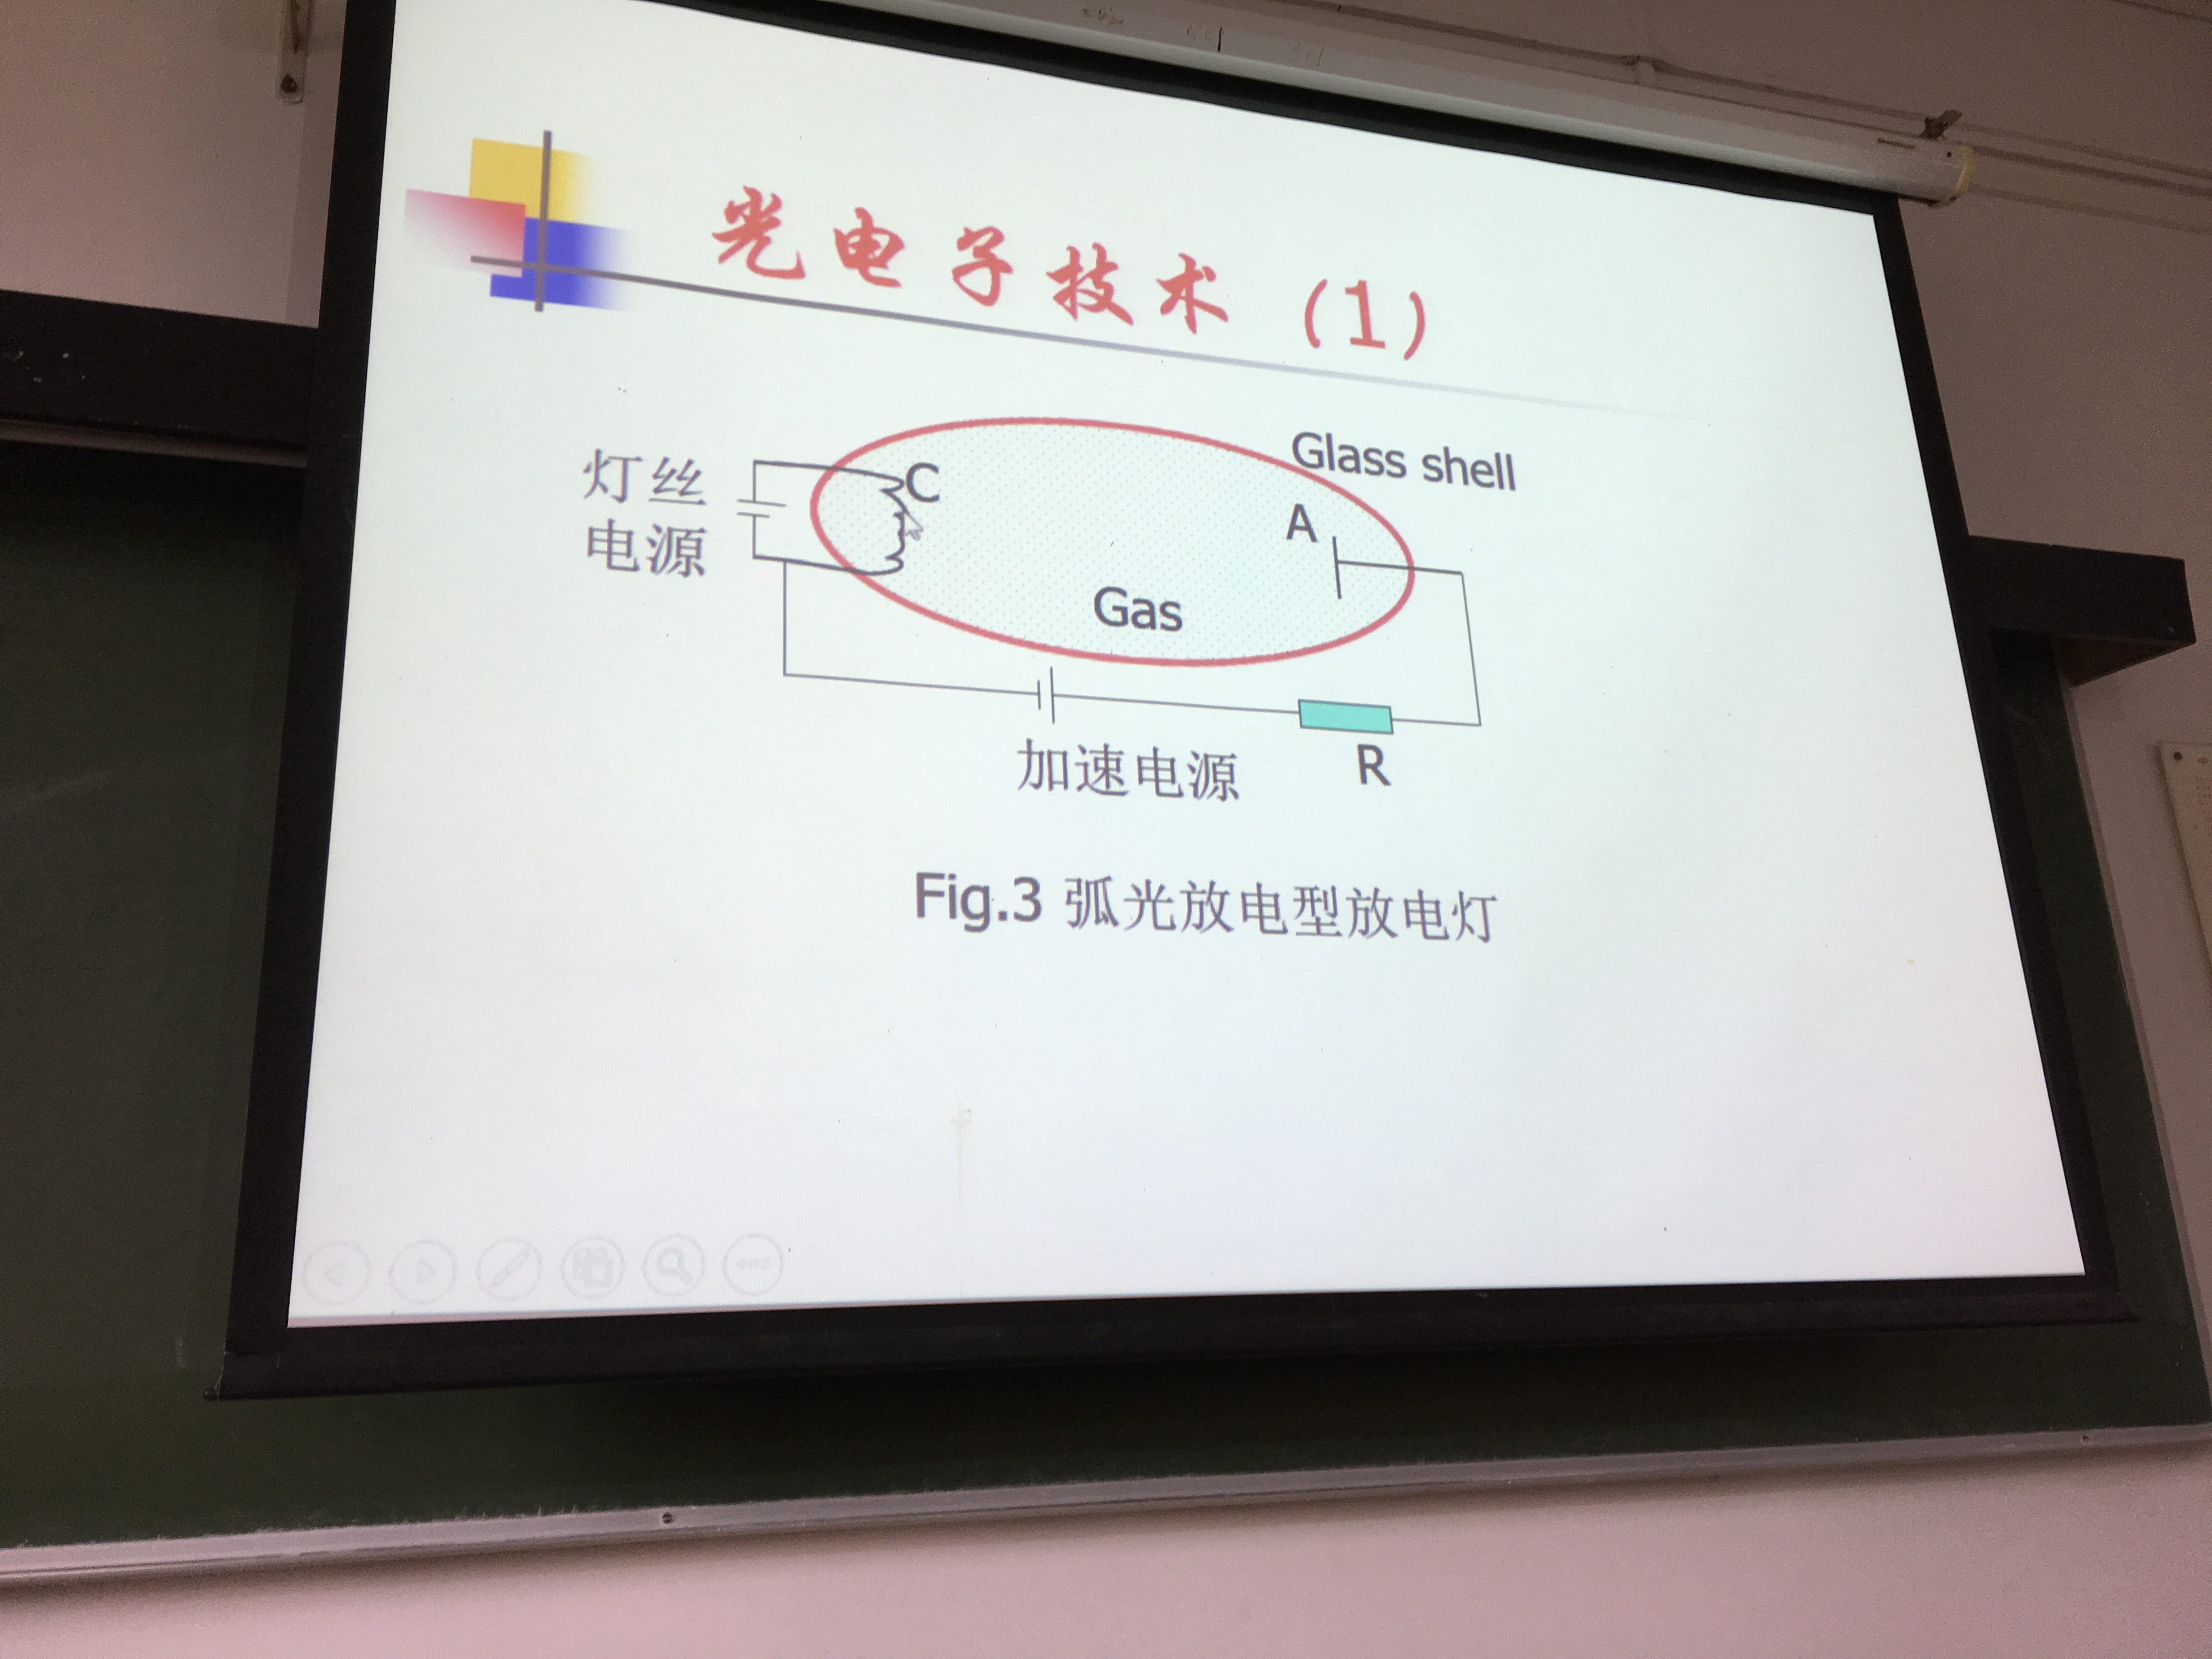 光电子技术（1）
灯丝
电源
C
Glass shell
A
Gas
加速电源
R
Fig.3 弧光放电型放电灯